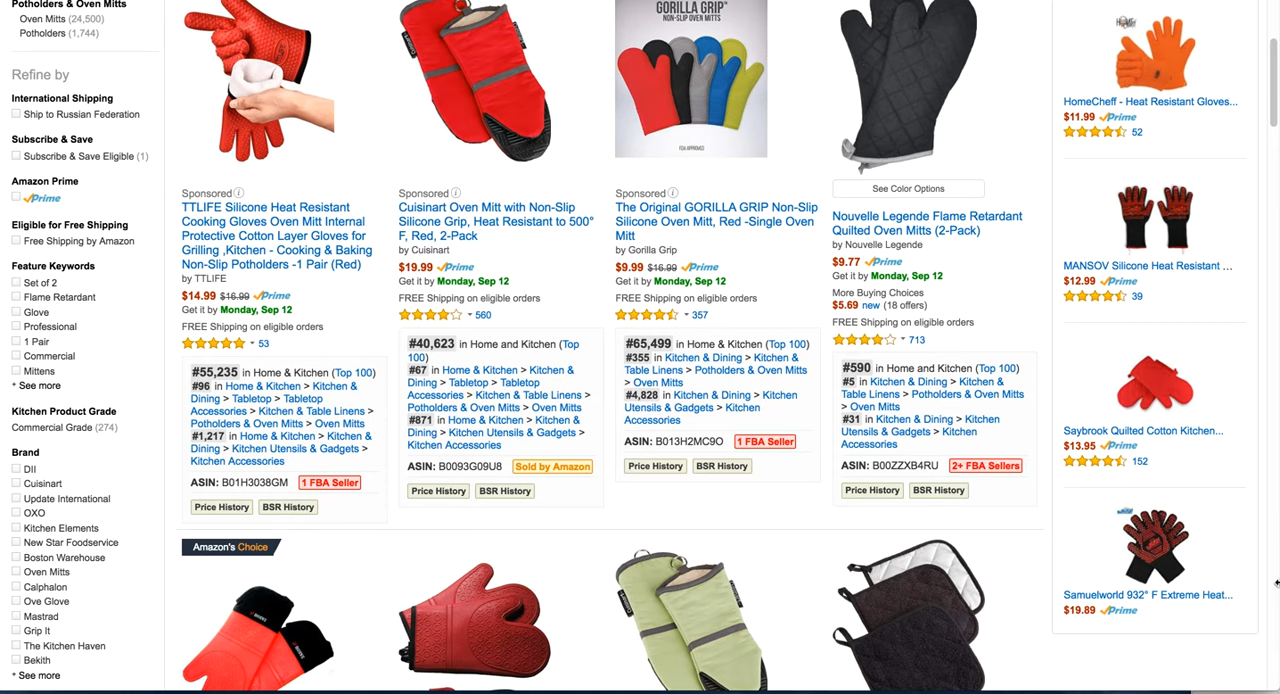 Potholders & Oven Mitts
Oven Mitts (24,500)
Potholders (1,744)
Refine by
International Shipping
Ship to Russian Federation
Subscribe & Save
Subscribe & Save Eligible (1)
Amazon Prime
Prime
Eligible for Free Shipping
Free Shipping by Amazon
Feature Keywords
Set of 2
Flame Retardant
Glove
Professional
1 Pair
Commercial
Mittens
See more
Kitchen Product Grade
Commercial Grade (274)
Brand
DII
Cuisinart
Update International
OXO
Kitchen Elements
New Star Foodservice
Boston Warehouse
Oven Mitts
Calphalon
Ove Glove
Mastrad
Grip It
The Kitchen Haven
Bekith
See more
Sponsored
TTLIFE Silicone Heat Resistant
Cooking Gloves Oven Mitt Internal
Protective Cotton Layer Gloves for
Grilling ,Kitchen - Cooking & Baking
Non-Slip Potholders -1 Pair (Red)
by TTLIFE
$14.99 $16.99 Prime
Get it by Monday, Sep 12
FREE Shipping on eligible orders
53
#55,235 in Home & Kitchen (Top 100)
#96 in Home & Kitchen > Kitchen &
Dining > Tabletop > Tabletop
Accessories > Kitchen & Table Linens >
Potholders & Oven Mitts > Oven Mitts
#1,217 in Home & Kitchen > Kitchen &
Dining > Kitchen Utensils & Gadgets >
Kitchen Accessories
ASIN: B01H3038GM 1 FBA Seller
Price History BSR History
Sponsored
Cuisinart Oven Mitt with Non-Slip
Silicone Grip, Heat Resistant to 500°
F, Red, 2-Pack
by Cuisinart
$19.99 Prime
Get it by Monday, Sep 12
FREE Shipping on eligible orders
560
#40,623 in Home and Kitchen (Top
100)
#67 in Home & Kitchen > Kitchen &
Dining > Tabletop > Tabletop
Accessories > Kitchen & Table Linens >
Potholders & Oven Mitts > Oven Mitts
#871 in Home & Kitchen > Kitchen &
Dining > Kitchen Utensils & Gadgets >
Kitchen Accessories
ASIN: B0093G09U8 Sold by Amazon
Price History BSR History
GORILLA GRIP™
NON-SLIP OVEN MITTS
FDA APPROVED
Sponsored
The Original GORILLA GRIP Non-Slip
Silicone Oven Mitt, Red -Single Oven
Mitt
by Gorilla Grip
$9.99 $16.99 Prime
Get it by Monday, Sep 12
FREE Shipping on eligible orders
357
#65,499 in Home & Kitchen (Top 100)
#355 in Kitchen & Dining > Kitchen &
Table Linens > Potholders & Oven Mitts
> Oven Mitts
#4,828 in Kitchen & Dining > Kitchen
Utensils & Gadgets > Kitchen
Accessories
ASIN: B013H2MC9O 1 FBA Seller
Price History BSR History
See Color Options
Nouvelle Legende Flame Retardant
Quilted Oven Mitts (2-Pack)
by Nouvelle Legende
$9.77 Prime
Get it by Monday, Sep 12
More Buying Choices
$5.69 new (18 offers)
FREE Shipping on eligible orders
713
#590 in Home and Kitchen (Top 100)
#5 in Kitchen & Dining > Kitchen &
Table Linens > Potholders & Oven Mitts
> Oven Mitts
#31 in Kitchen & Dining > Kitchen
Utensils & Gadgets > Kitchen
Accessories
ASIN: B00ZZXB4RU 2+ FBA Sellers
Price History BSR History
Amazon's Choice
HomeCheff - Heat Resistant Gloves...
$11.99 Prime
52
MANSOV Silicone Heat Resistant ...
$12.99 Prime
39
Saybrook Quilted Cotton Kitchen...
$13.95 Prime
152
Samuelworld 932° F Extreme Heat...
$19.89 Prime